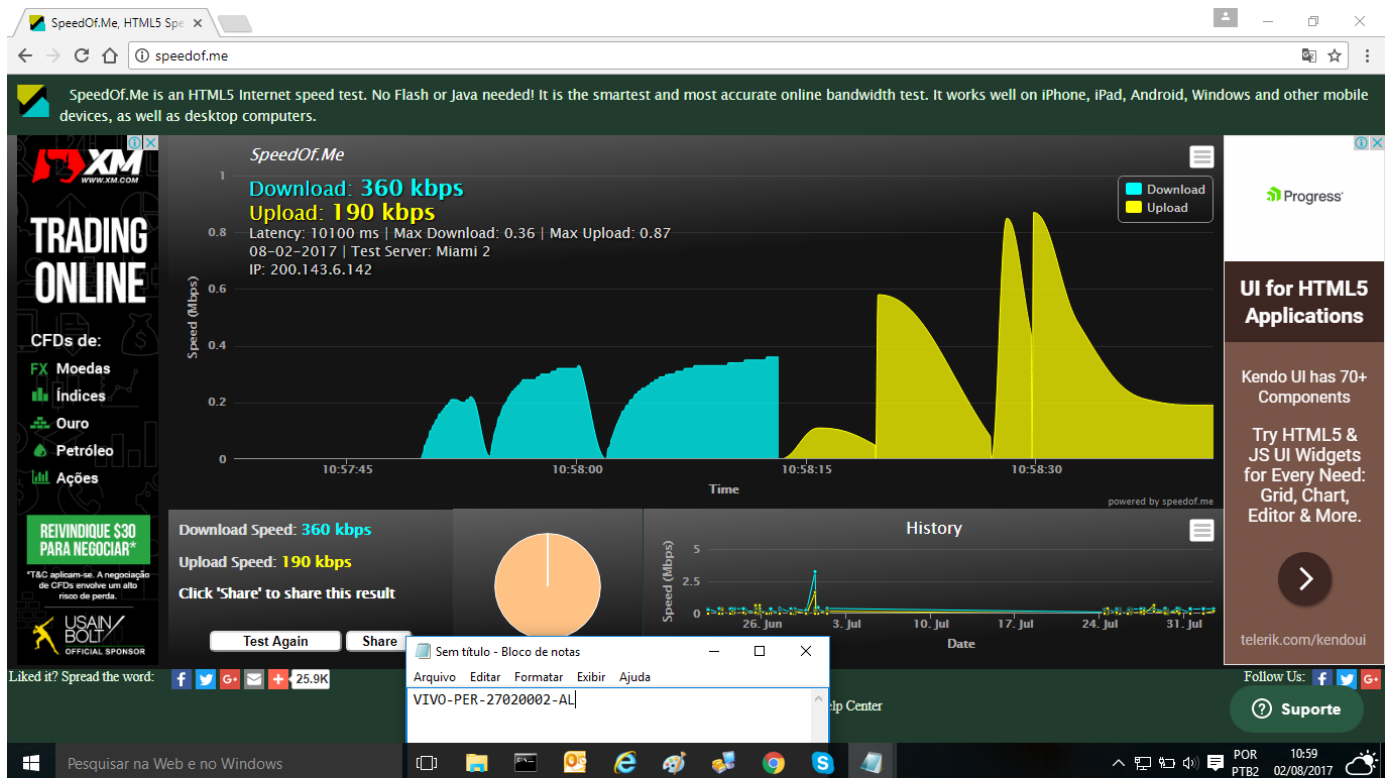 SpeedOf.Me, HTML5 Spe
speedof.me
SpeedOf.Me is an HTML5 Internet speed test. No Flash or Java needed! It is the smartest and most accurate online bandwidth test. It works well on iPhone, iPad, Android, Windows and other mobile
devices, as well as desktop computers.
XM
WWW.XM.COM
TRADING
ONLINE
CFDs de:
FX Moedas
Índices
Ouro
Petróleo
Ações
REIVINDIQUE $30
PARA NEGOCIAR*
*T&C aplicam-se. A negociação
de CFDs envolve um alto
risco de perda.
USAIN
BOLT
OFFICIAL SPONSOR
SpeedOf.Me
Download: 360 kbps
Upload: 190 kbps
Latency: 10100 ms | Max Download: 0.36 | Max Upload: 0.87
08-02-2017 | Test Server: Miami 2
IP: 200.143.6.142
Download
Upload
Speed (Mbps)
1
0.8
0.6
0.4
0.2
0
10:57:45
10:58:00
10:58:15
10:58:30
Time
powered by speedof.me
Download Speed: 360 kbps
Upload Speed: 190 kbps
Click 'Share' to share this result
Test Again
Share
History
Speed (Mbps)
5
2.5
0
26. Jun
3. Jul
10. Jul
17. Jul
24. Jul
31. Jul
Date
Progress
UI for HTML5
Applications
Kendo UI has 70+
Components
Try HTML5 &
JS UI Widgets
for Every Need:
Grid, Chart,
Editor & More.
telerik.com/kendoui
Liked it? Spread the word:
25.9K
Sem título - Bloco de notas
Arquivo Editar Formatar Exibir Ajuda
VIVO-PER-27020002-AL
elp Center
Follow Us:
Suporte
Pesquisar na Web e no Windows
POR
PTB2
10:59
02/08/2017